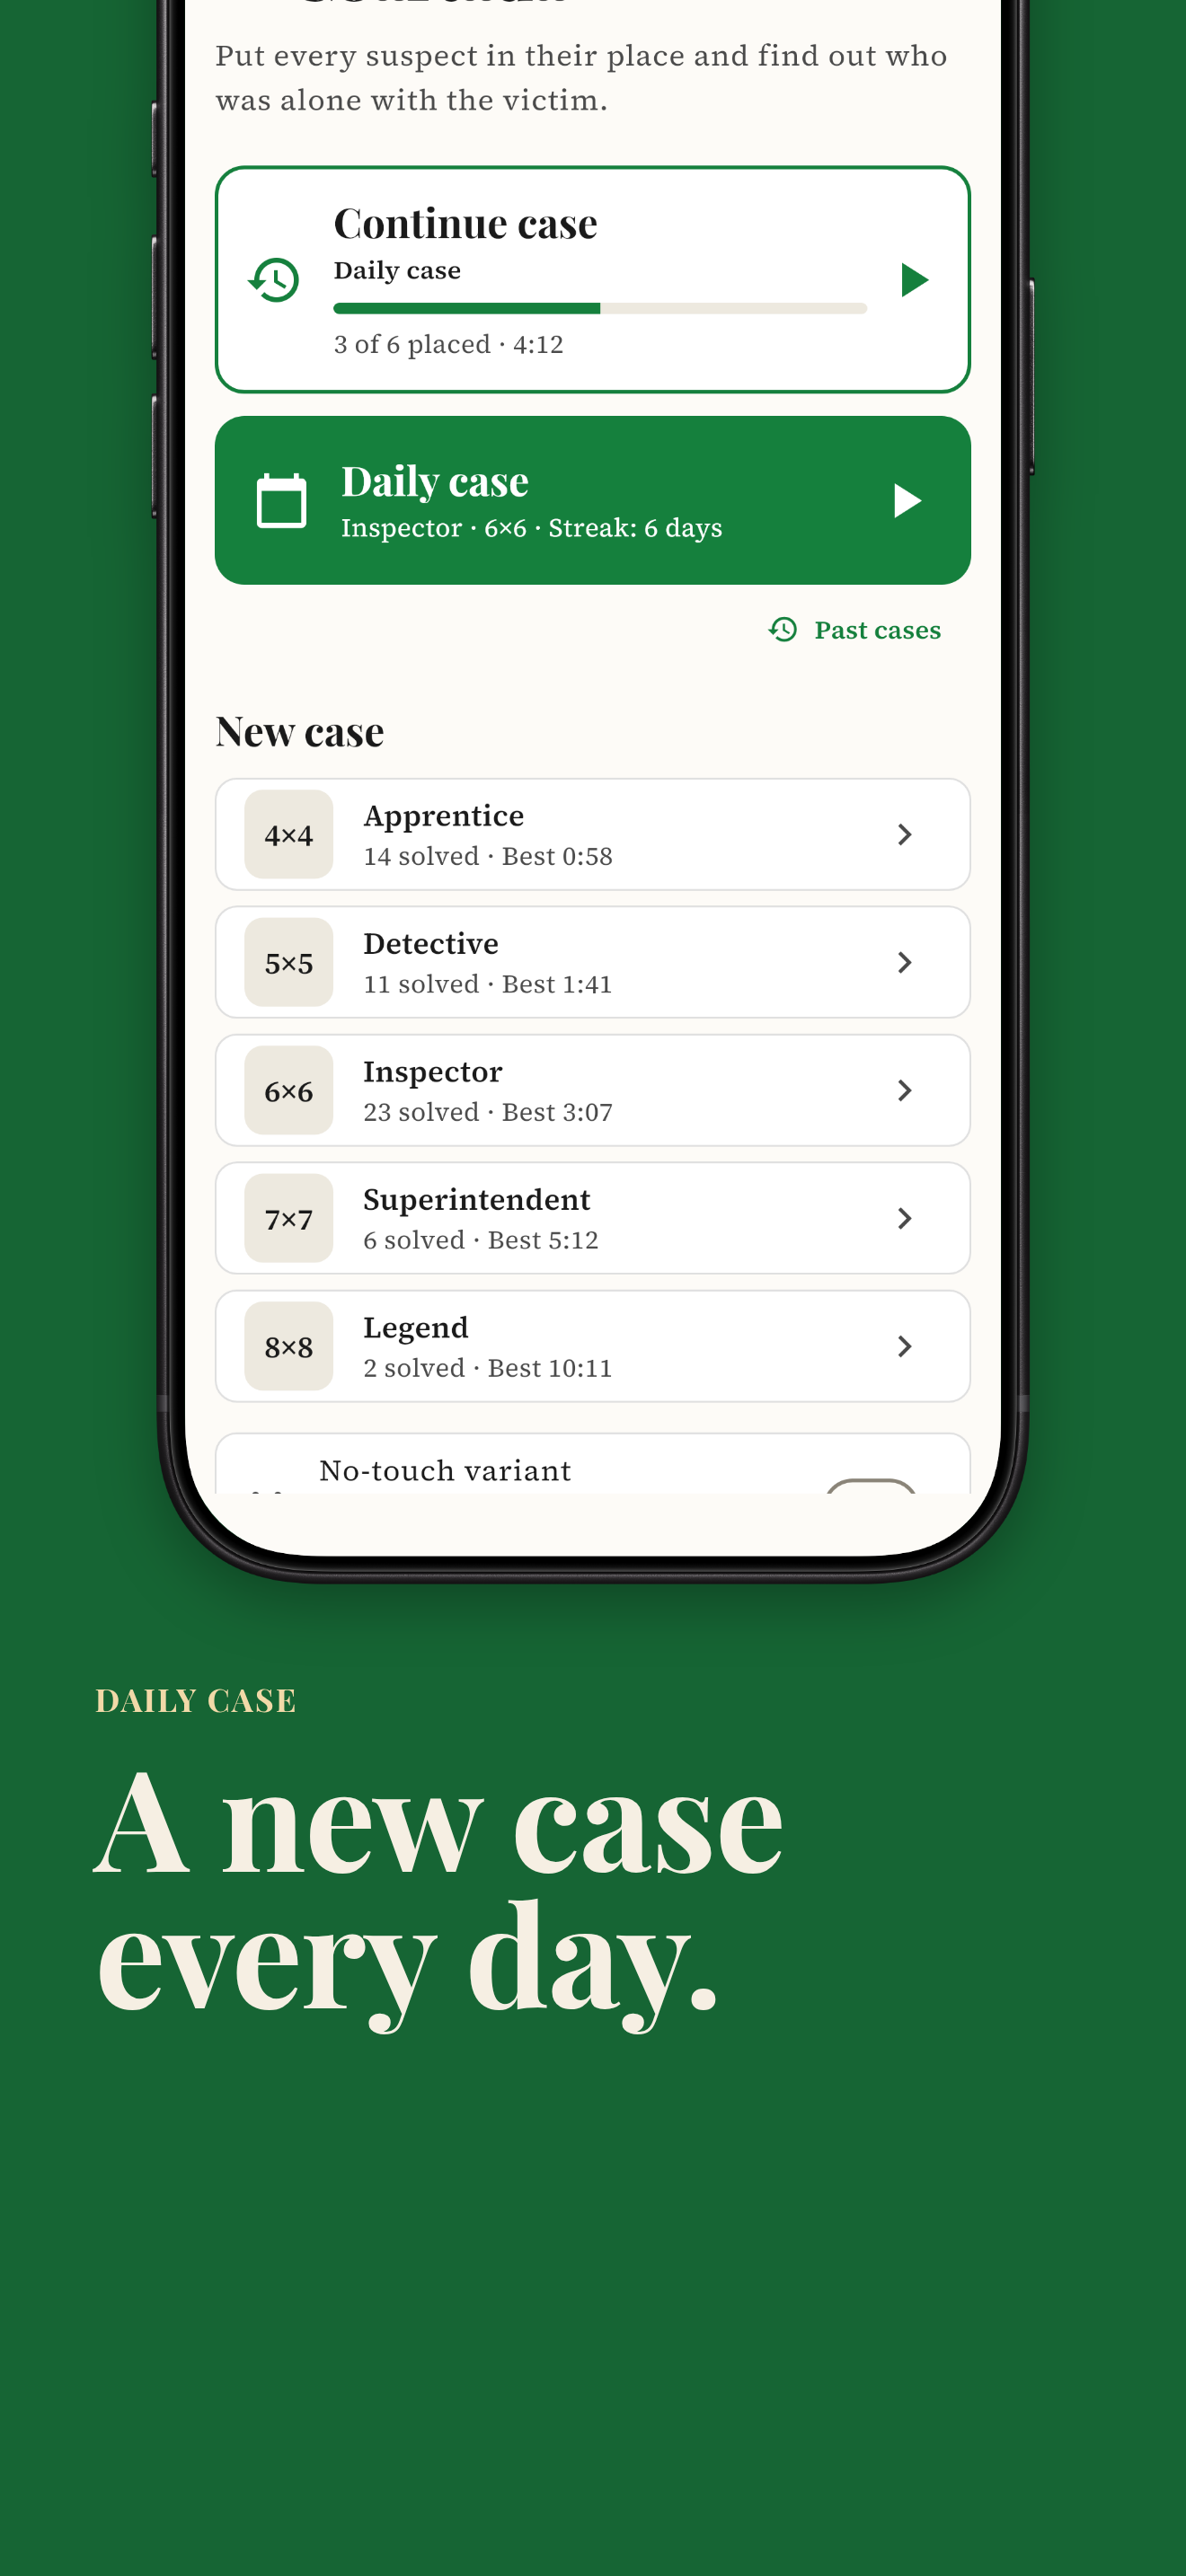 Put every suspect in their place and find out who
was alone with the victim.
Continue case
Daily case
3 of 6 placed · 4:12
Daily case
Inspector · 6×6 · Streak: 6 days
Past cases
New case
4×4
Apprentice
14 solved · Best 0:58
5×5
Detective
11 solved · Best 1:41
6×6
Inspector
23 solved · Best 3:07
7×7
Superintendent
6 solved · Best 5:12
8×8
Legend
2 solved · Best 10:11
No-touch variant
DAILY CASE
A new case
every day.